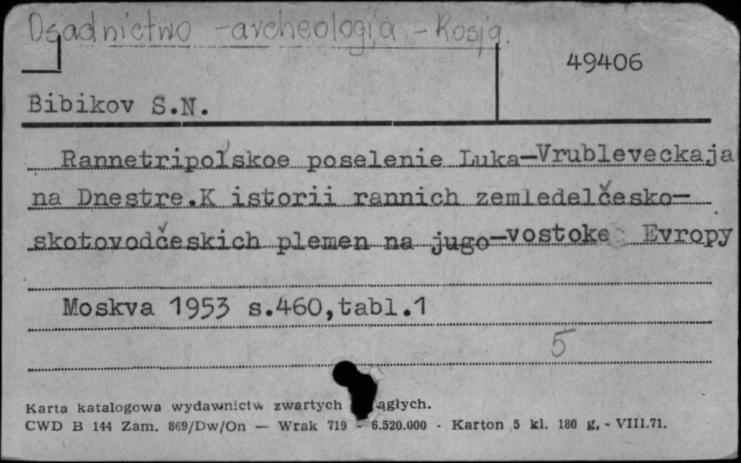 Osadnictwo - archeologia - Rosja
49406
Bibikov S.N.
Rannetripol'skoe poselenie Luka-Vrubleveckaja
na Dnestre.K istorii rannich zemledelčesko-
skotovodčeskich plemen na jugo-vostoke Evropy
Moskva 1953 s.460,tabl.1
5
Karta katalogowa wydawnictw zwartych
CWD B 144 Zam. 869/Dw/On — Wrak 719 - 6.520.000 - Karton 5 kl. 180 g. - VIII.71.